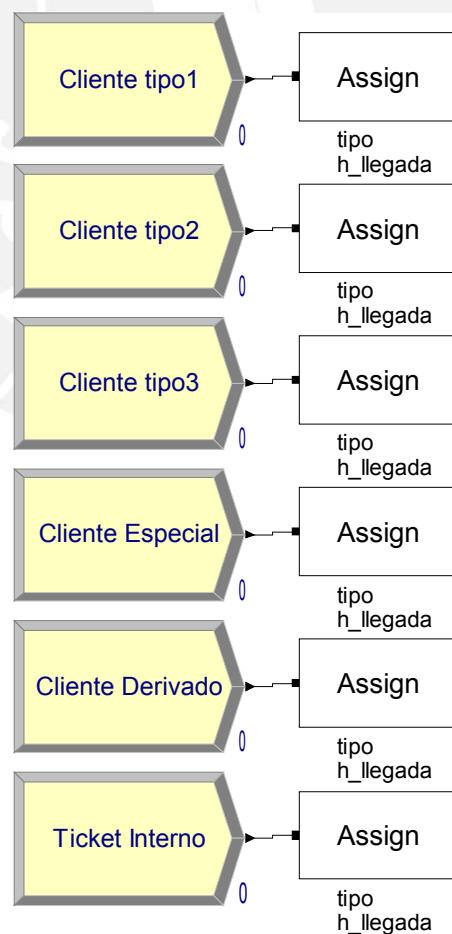 Cliente tipo1
Assign
0
tipo
h_llegada
Cliente tipo2
Assign
0
tipo
h_llegada
Cliente tipo3
Assign
0
tipo
h_llegada
Cliente Especial
Assign
0
tipo
h_llegada
Cliente Derivado
Assign
0
tipo
h_llegada
Ticket Interno
Assign
0
tipo
h_llegada